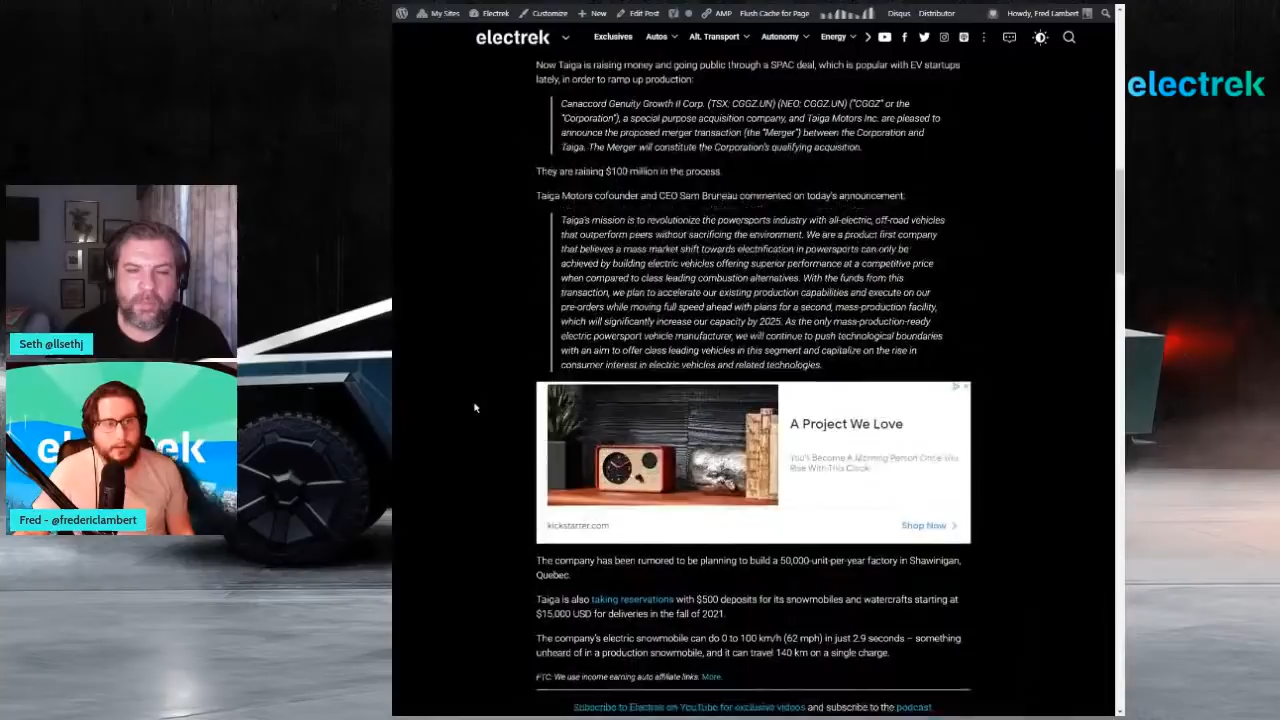 My Sites Electrek Customize New Edit Post AMP Flush Cache for Page Disqus Distributor Howdy, Fred Lambert
electrek Exclusives Autos Alt. Transport Autonomy Energy
electrek
Now Taiga is raising money and going public through a SPAC deal, which is popular with EV startups
lately, in order to ramp up production:
Canaccord Genuity Growth II Corp. (TSX: CGGZ.UN) (NEO: CGGZ.UN) ("CGGZ" or the
"Corporation"), a special purpose acquisition company, and Taiga Motors Inc. are pleased to
announce the proposed merger transaction (the "Merger") between the Corporation and
Taiga. The Merger will constitute the Corporation's qualifying acquisition.
They are raising $100 million in the process.
Taiga Motors cofounder and CEO Sam Bruneau commented on today's announcement:
Taiga's mission is to revolutionize the powersports industry with all-electric, off-road vehicles
that outperform peers without sacrificing the environment. We are a product first company
that believes a mass market shift towards electrification in powersports can only be
achieved by building electric vehicles offering superior performance at a competitive price
when compared to class leading combustion alternatives. With the funds from this
transaction, we plan to accelerate our existing production capabilities and execute on our
pre-orders while moving full speed ahead with plans for a second, mass-production facility,
which will significantly increase our capacity by 2025. As the only mass-production-ready
electric powersport vehicle manufacturer, we will continue to push technological boundaries
with an aim to offer class leading vehicles in this segment and capitalize on the rise in
consumer interest in electric vehicles and related technologies.
A Project We Love
You'll Become A Morning Person Once You
Rise With This Clock
kickstarter.com Shop Now
The company has been rumored to be planning to build a 50,000-unit-per-year factory in Shawinigan,
Quebec.
Taiga is also taking reservations with $500 deposits for its snowmobiles and watercrafts starting at
$15,000 USD for deliveries in the fall of 2021.
The company's electric snowmobile can do 0 to 100 km/h (62 mph) in just 2.9 seconds – something
unheard of in a production snowmobile, and it can travel 140 km on a single charge.
FTC: We use income earning auto affiliate links. More.
Subscribe to Electrek on YouTube for exclusive videos and subscribe to the podcast.
Seth @llsethj
el k
Fred - @fredericlambert